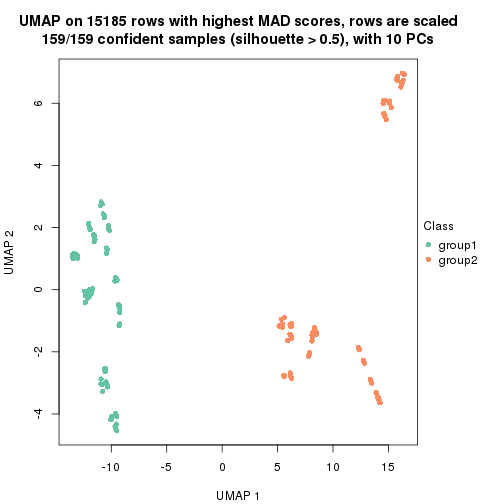 UMAP on 15185 rows with highest MAD scores, rows are scaled
159/159 confident samples (silhouette > 0.5), with 10 PCs
6
4
2
0
-2
-4
UMAP 2
-10
-5
0
5
10
15
UMAP 1
Class
group1
group2